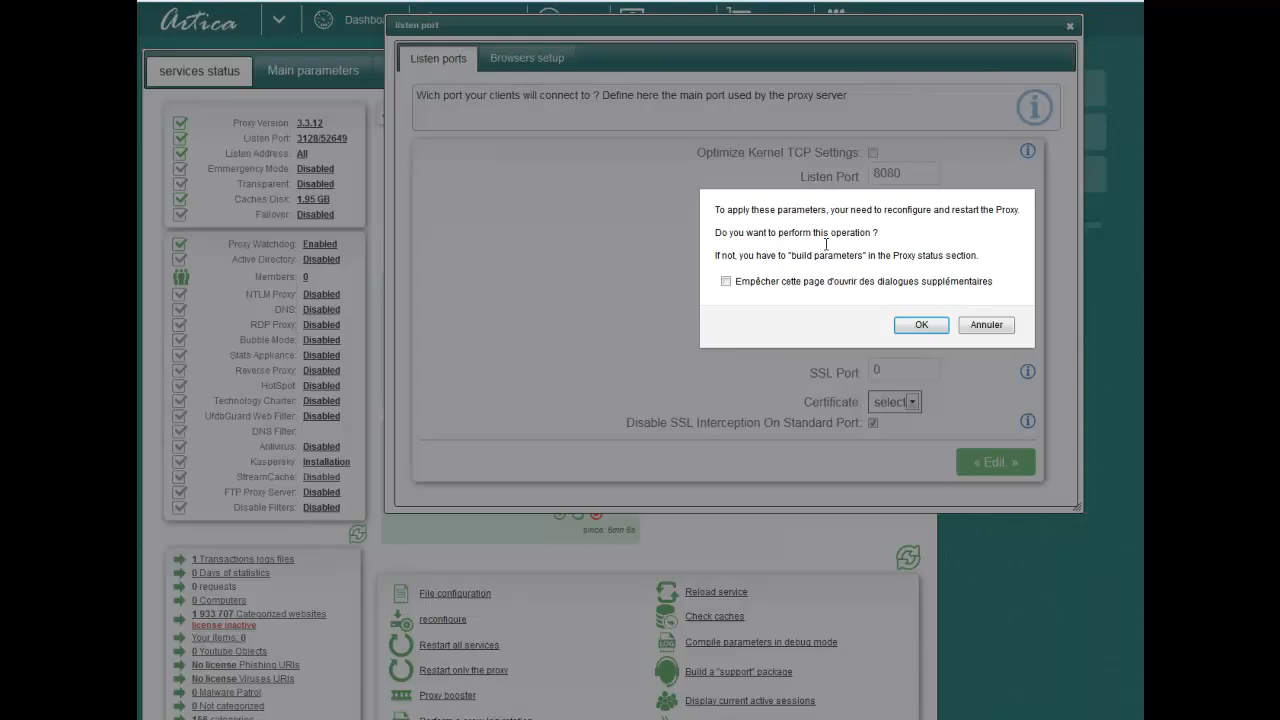 Artica
Dashbo
listen port
services status
Main parameters
Listen ports
Browsers setup
Wich port your clients will connect to ? Define here the main port used by the proxy server
Proxy Version: 3.3.12
Listen Port: 3128/52649
Listen Address: All
Emmergency Mode: Disabled
Transparent: Disabled
Caches Disk: 1.95 GB
Failover: Disabled
Proxy Watchdog: Enabled
Active Directory: Disabled
Members: 0
NTLM Proxy: Disabled
DNS: Disabled
RDP Proxy: Disabled
Bubble Mode: Disabled
Stats Appliance: Disabled
Reverse Proxy: Disabled
HotSpot Disabled
Technology Charter: Disabled
UfdbGuard Web Filter: Disabled
DNS Filter:
Antivirus: Disabled
Kaspersky: Installation
StreamCache: Disabled
FTP Proxy Server: Disabled
Disable Filters: Disabled
Optimize Kernel TCP Settings:
Listen Port 8080
To apply these parameters, your need to reconfigure and restart the Proxy.
Do you want to perform this operation ?
If not, you have to "build parameters" in the Proxy status section.
Empêcher cette page d'ouvrir des dialogues supplémentaires
OK
Annuler
SSL Port 0
Certificate: select
Disable SSL Interception On Standard Port:
« Edit. »
since: 6mn 6s
1 Transactions logs files
0 Days of statistics
0 requests
0 Computers
1 933 707 Categorized websites
license inactive
Your items: 0
0 Youtube Objects
No license Phishing URIs
No license Viruses URIs
0 Malware Patrol
0 Not categorized
156 categories
File configuration
reconfigure
Restart all services
Restart only the proxy
Proxy booster
Perform a proxy log rotation
Reload service
Check caches
Compile parameters in debug mode
Build a "support" package
Display current active sessions